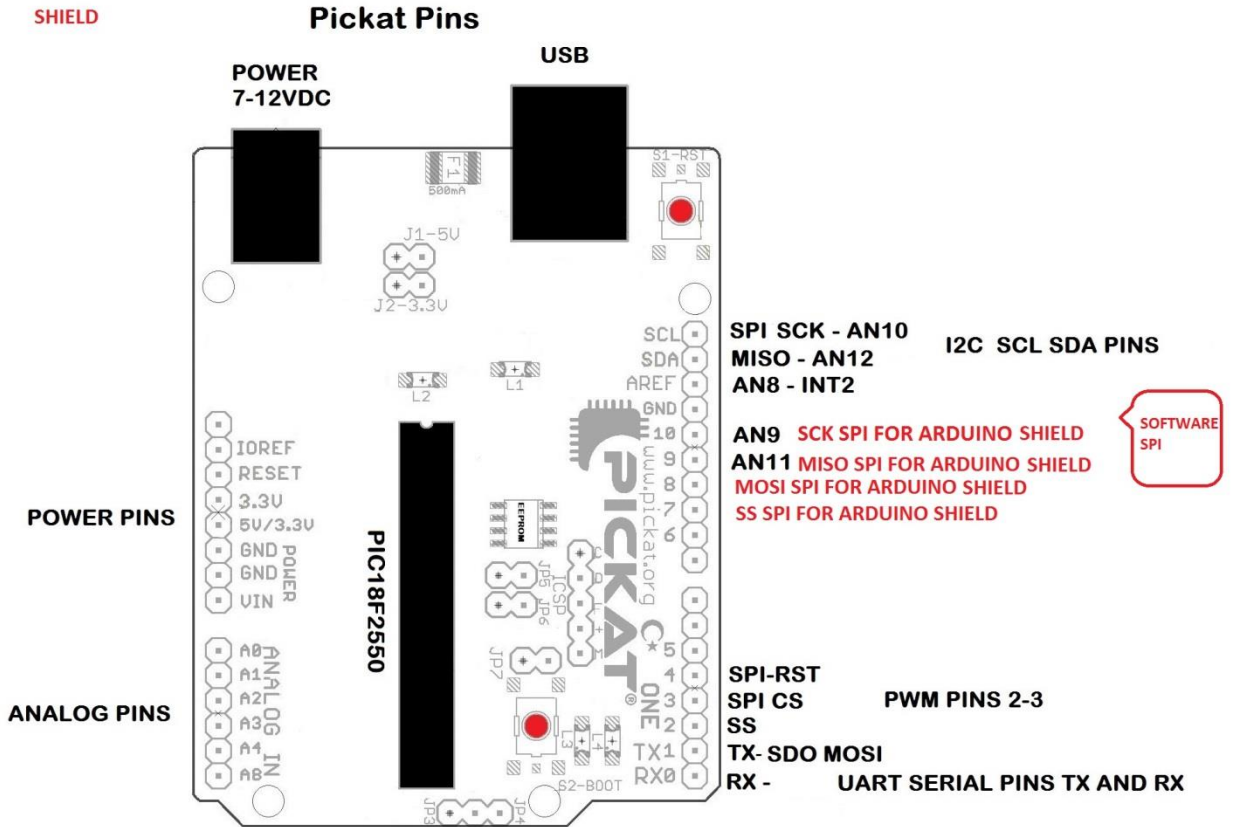 SHIELD
Pickat Pins
POWER
7-12VDC
USB
S1-RST
F1
500mA
J1-5V
J2-3.3V
L2
L1
SCL
SDA
AREF
GND
10
9
8
7
6
5
4
3
2
TX1
RX0
SPI SCK - AN10
MISO - AN12
AN8 - INT2
I2C SCL SDA PINS
AN9 SCK SPI FOR ARDUINO SHIELD
AN11 MISO SPI FOR ARDUINO SHIELD
MOSI SPI FOR ARDUINO SHIELD
SS SPI FOR ARDUINO SHIELD
SOFTWARE
SPI
POWER PINS
IOREF
RESET
3.3V
5V/3.3V
GND
GND
VIN
POWER
PIC18F2550
EEPROM
JP5
JP6
ICSP
JP7
www.pickat.org
PICKAT®
ONE
ANALOG PINS
A0
A1
A2
A3
A4
A8
ANALOG IN
SPI-RST
SPI CS
SS
PWM PINS 2-3
TX- SDO MOSI
RX -
UART SERIAL PINS TX AND RX
L3
L4
S2-BOOT
JP3
JP4